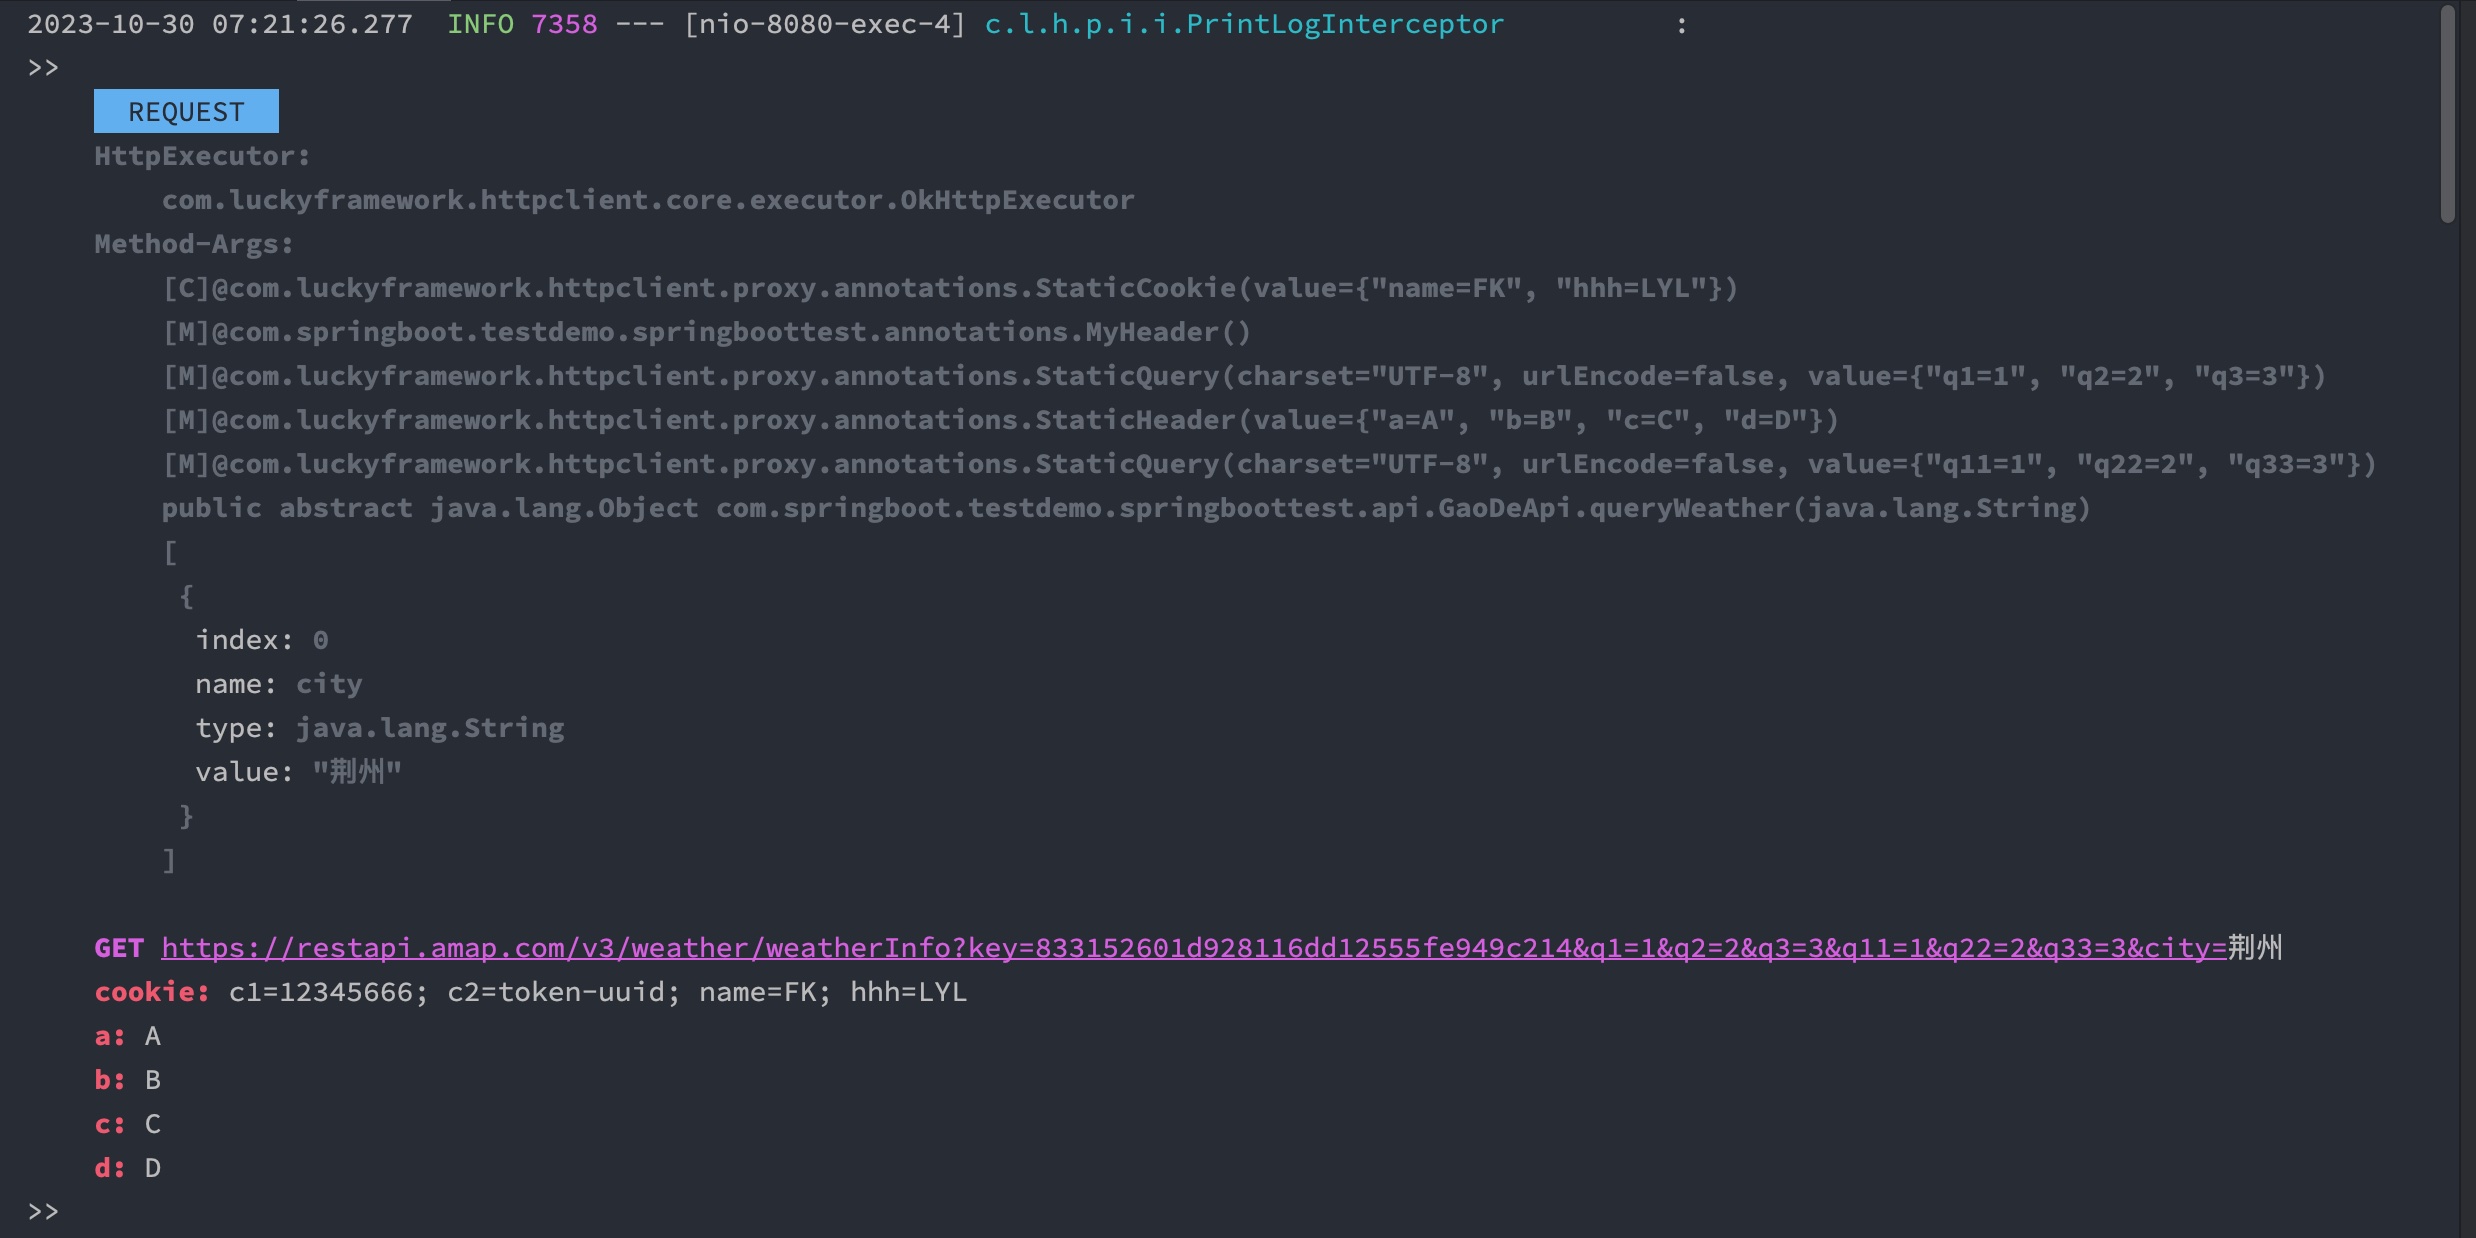 2023-10-30 07:21:26.277  INFO 7358 --- [nio-8080-exec-4] c.l.h.p.i.i.PrintLogInterceptor          :
>>
REQUEST
HttpExecutor:
com.luckyframework.httpclient.core.executor.OkHttpExecutor
Method-Args:
[C]@com.luckyframework.httpclient.proxy.annotations.StaticCookie(value={"name=FK", "hhh=LYL"})
[M]@com.springboot.testdemo.springboottest.annotations.MyHeader()
[M]@com.luckyframework.httpclient.proxy.annotations.StaticQuery(charset="UTF-8", urlEncode=false, value={"q1=1", "q2=2", "q3=3"})
[M]@com.luckyframework.httpclient.proxy.annotations.StaticHeader(value={"a=A", "b=B", "c=C", "d=D"})
[M]@com.luckyframework.httpclient.proxy.annotations.StaticQuery(charset="UTF-8", urlEncode=false, value={"q11=1", "q22=2", "q33=3"})
public abstract java.lang.Object com.springboot.testdemo.springboottest.api.GaoDeApi.queryWeather(java.lang.String)
[
{
index: 0
name: city
type: java.lang.String
value: "荆州"
}
]
GET https://restapi.amap.com/v3/weather/weatherInfo?key=833152601d928116dd12555fe949c214&q1=1&q2=2&q3=3&q11=1&q22=2&q33=3&city=荆州
cookie: c1=12345666; c2=token-uuid; name=FK; hhh=LYL
a: A
b: B
c: C
d: D
>>